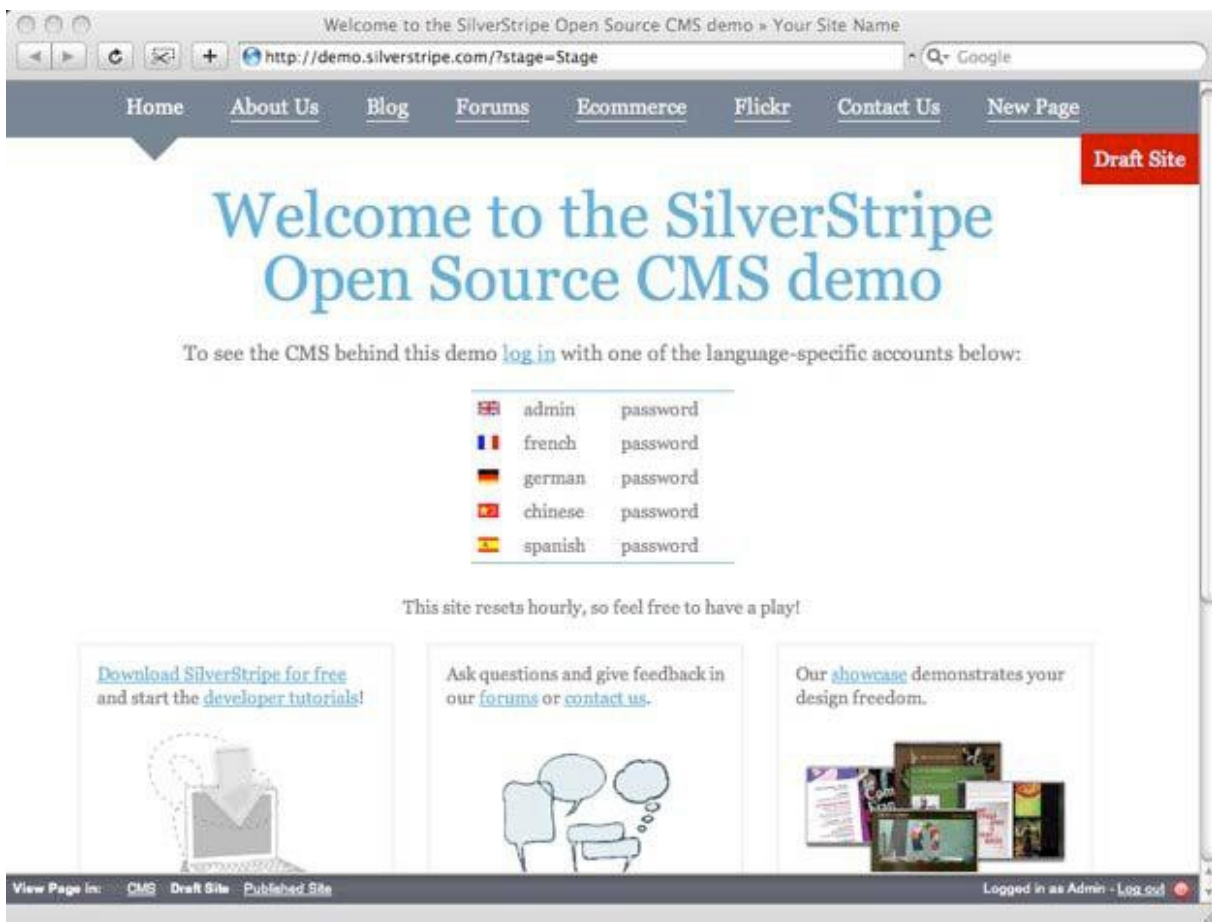 Welcome to the SilverStripe Open Source CMS demo » Your Site Name
http://demo.silverstripe.com/?stage=Stage
Google
Home About Us Blog Forums Ecommerce Flickr Contact Us New Page
Draft Site
Welcome to the SilverStripe
Open Source CMS demo
To see the CMS behind this demo log in with one of the language-specific accounts below:
admin password
french password
german password
chinese password
spanish password
This site resets hourly, so feel free to have a play!
Download SilverStripe for free
and start the developer tutorials!
Ask questions and give feedback in
our forums or contact us.
Our showcase demonstrates your
design freedom.
View Page in: CMS Draft Site Published Site
Logged in as Admin - Log out